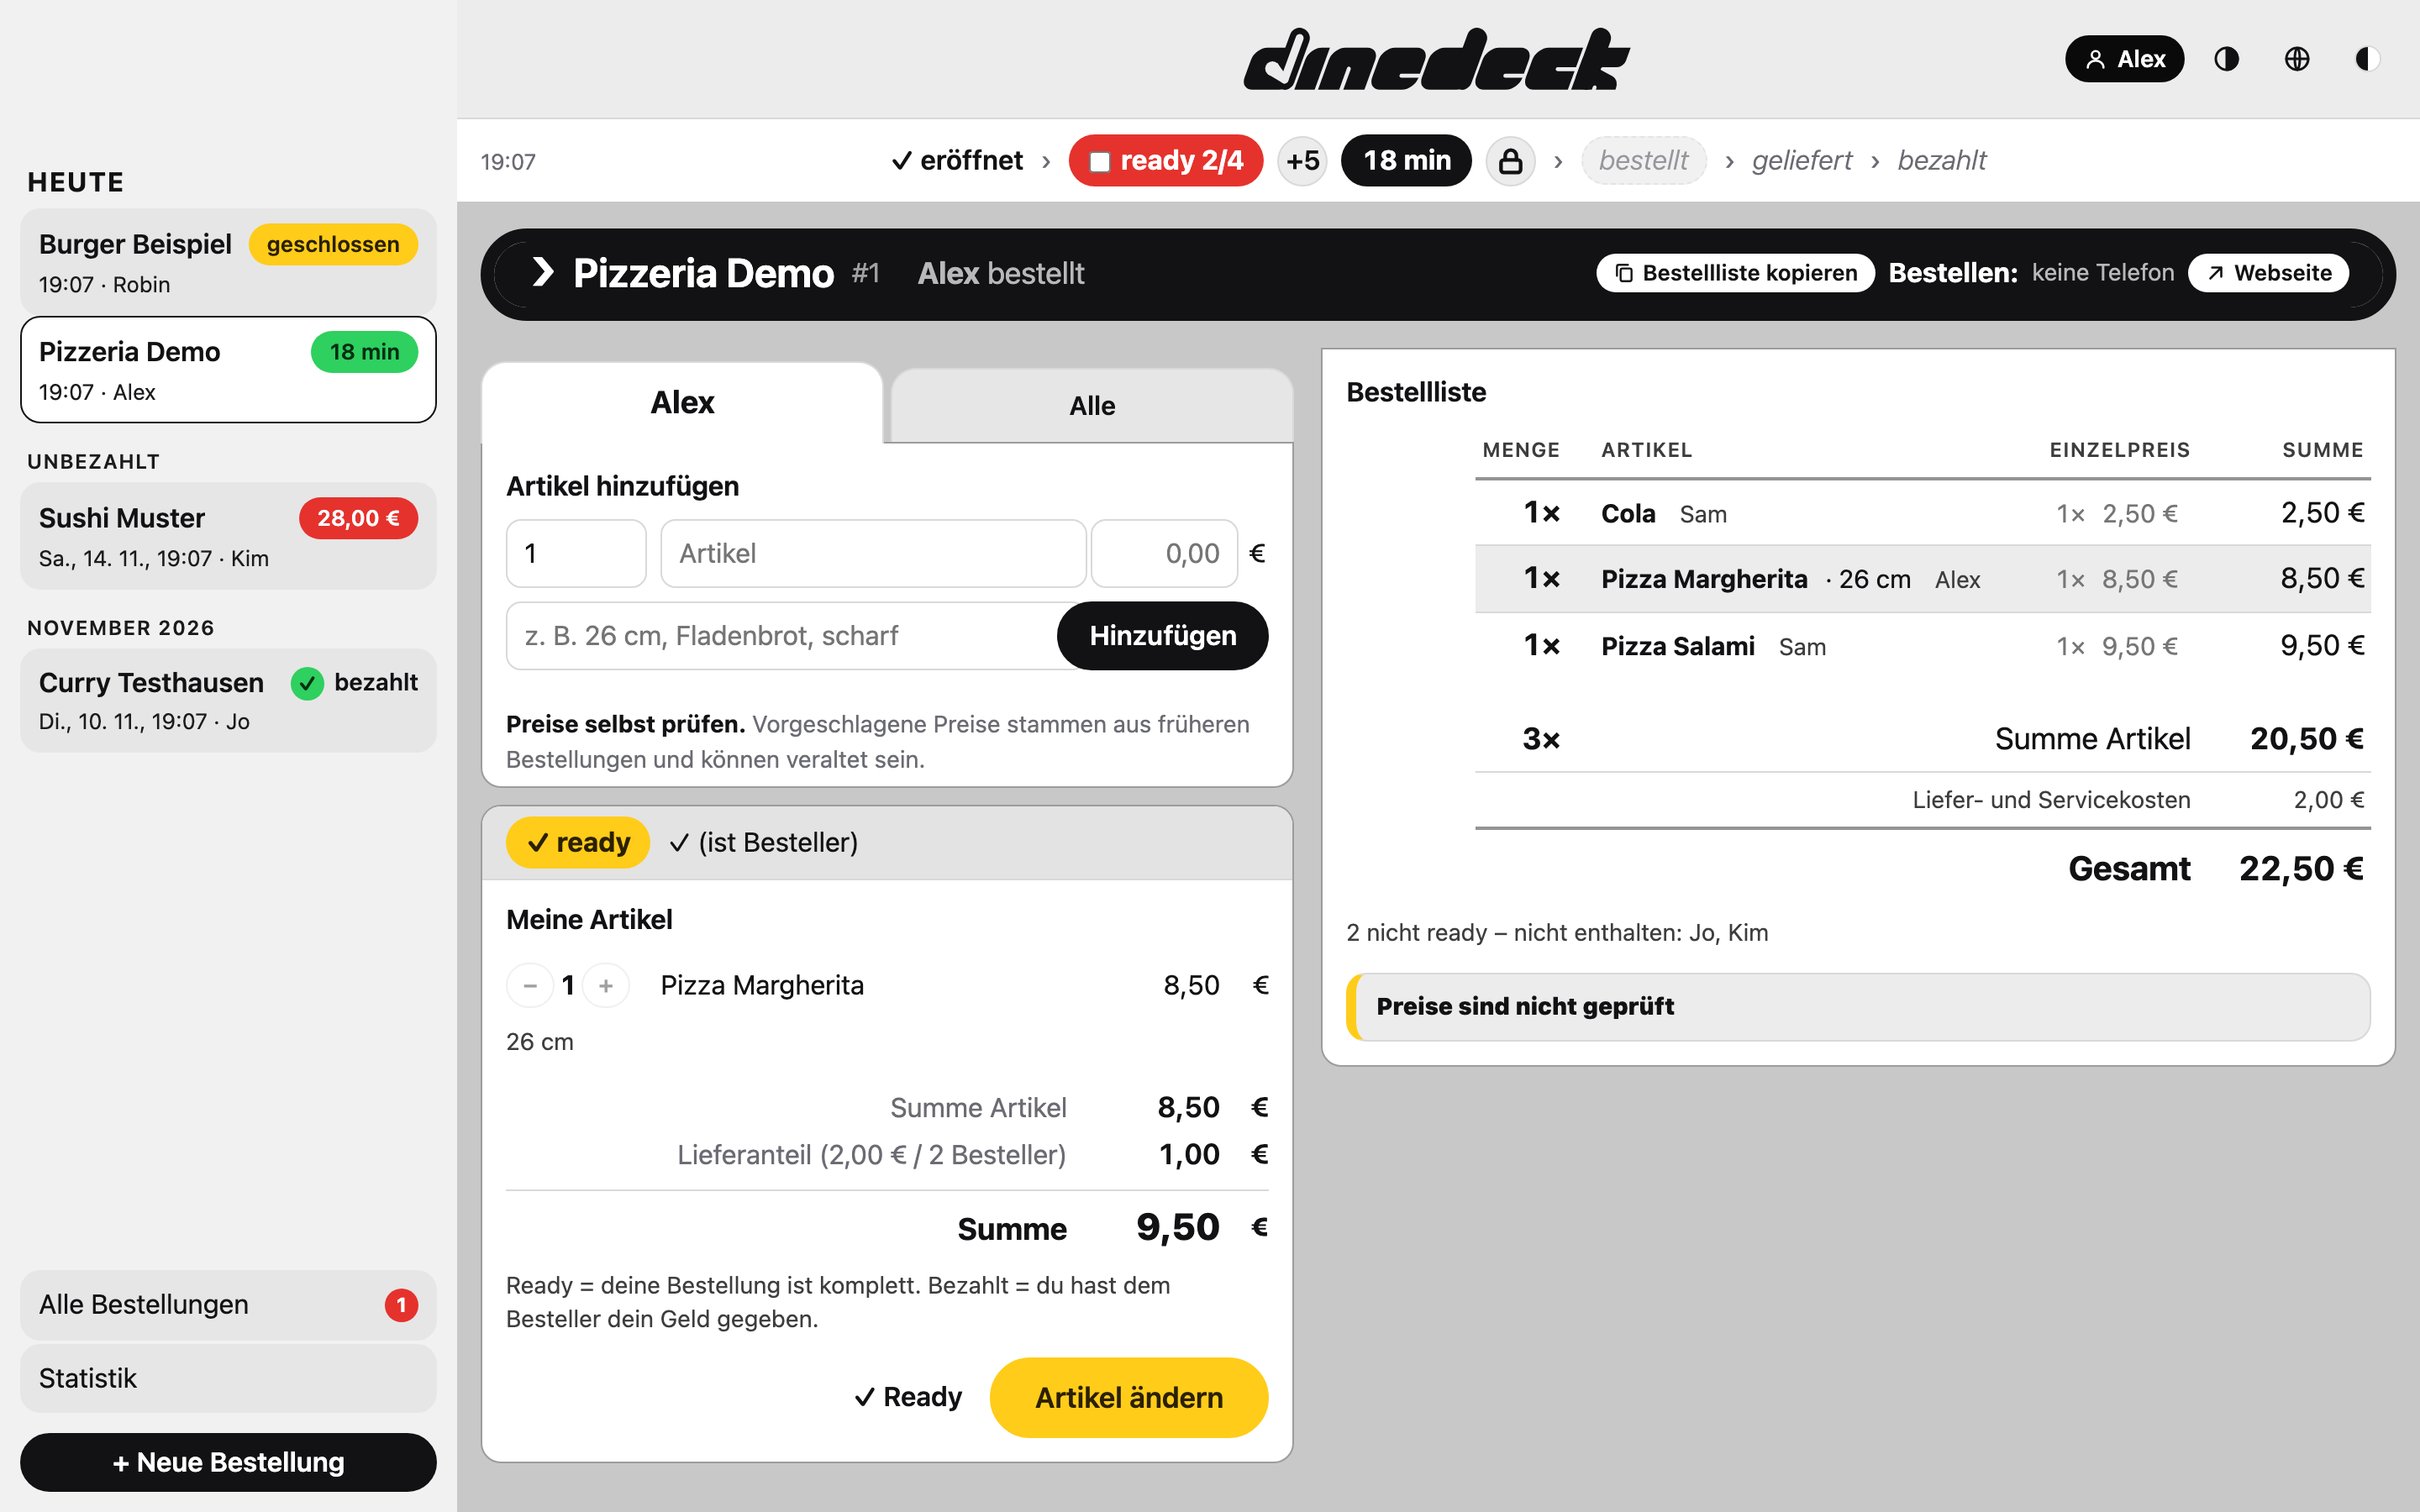 dinedeck
Alex
19:07
✓ eröffnet › ready 2/4 +5 18 min › bestellt › geliefert › bezahlt
HEUTE
Burger Beispiel geschlossen
19:07 · Robin
Pizzeria Demo 18 min
19:07 · Alex
UNBEZAHLT
Sushi Muster 28,00 €
Sa., 14. 11., 19:07 · Kim
NOVEMBER 2026
Curry Testhausen ✓ bezahlt
Di., 10. 11., 19:07 · Jo
Alle Bestellungen 1
Statistik
+ Neue Bestellung
Pizzeria Demo #1 Alex bestellt Bestellliste kopieren Bestellen: keine Telefon Webseite
Alex Alle
Artikel hinzufügen
1 Artikel 0,00 €
z. B. 26 cm, Fladenbrot, scharf Hinzufügen
Preise selbst prüfen. Vorgeschlagene Preise stammen aus früheren
Bestellungen und können veraltet sein.
✓ ready ✓ (ist Besteller)
Meine Artikel
− 1 + Pizza Margherita 8,50 €
26 cm
Summe Artikel 8,50 €
Lieferanteil (2,00 € / 2 Besteller) 1,00 €
Summe 9,50 €
Ready = deine Bestellung ist komplett. Bezahlt = du hast dem
Besteller dein Geld gegeben.
✓ Ready Artikel ändern
Bestellliste
MENGE ARTIKEL EINZELPREIS SUMME
1× Cola Sam 1× 2,50 € 2,50 €
1× Pizza Margherita · 26 cm Alex 1× 8,50 € 8,50 €
1× Pizza Salami Sam 1× 9,50 € 9,50 €
3× Summe Artikel 20,50 €
Liefer- und Servicekosten 2,00 €
Gesamt 22,50 €
2 nicht ready – nicht enthalten: Jo, Kim
Preise sind nicht geprüft